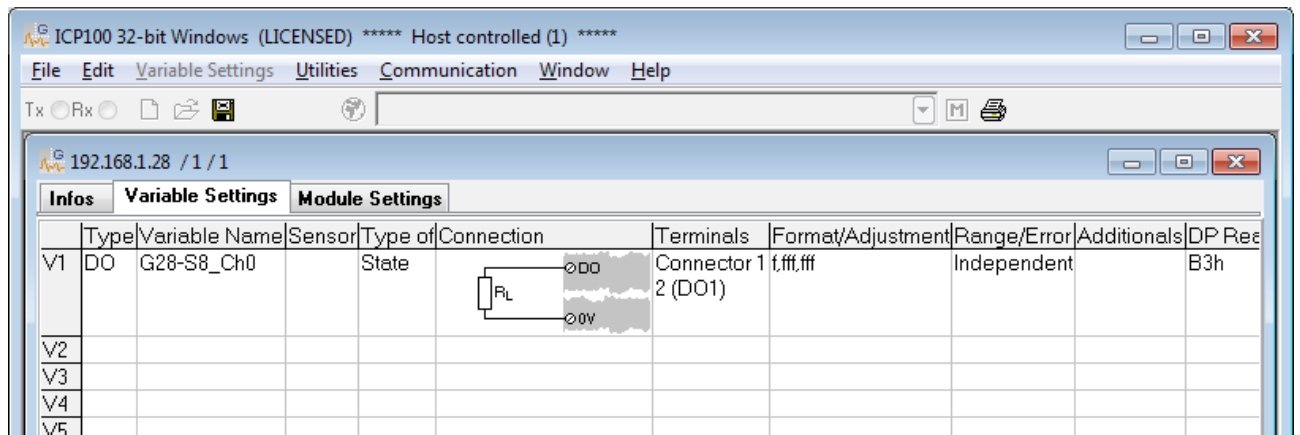 ICP100 32-bit Windows (LICENSED) ***** Host controlled (1) *****
File Edit Variable Settings Utilities Communication Window Help
Tx Rx M
192.168.1.28 / 1 / 1
Infos Variable Settings Module Settings
Type Variable Name Sensor Type of Connection Terminals Format/Adjustment Range/Error Additionals DP Rea
V1 DO G28-S8_Ch0 State DO Connector 1 f,fff,fff Independent B3h
RL 2 (DO1)
0V
V2
V3
V4
V5